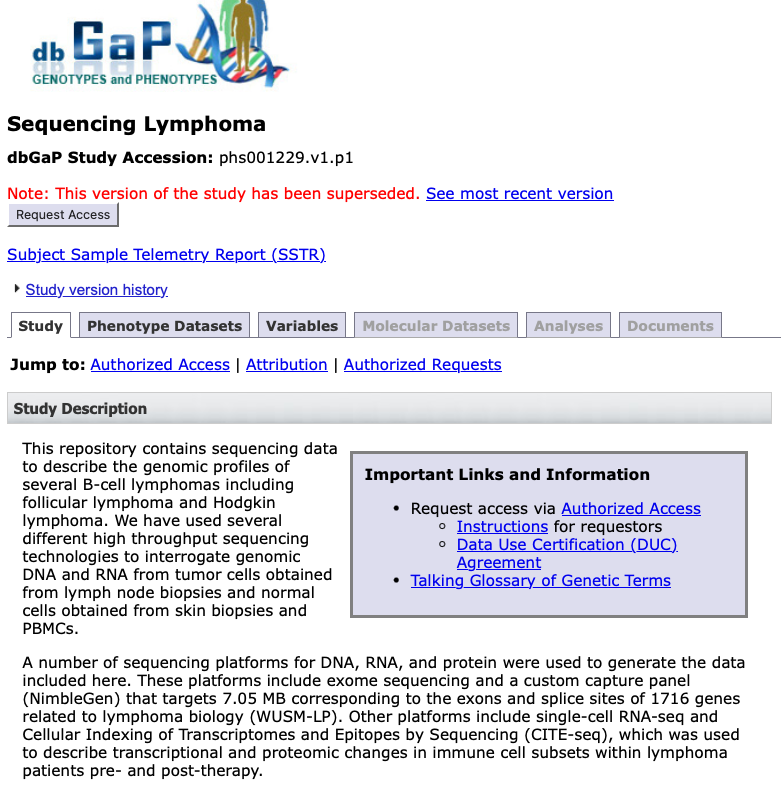 db GaP
GENOTYPES and PHENOTYPES
Sequencing Lymphoma
dbGaP Study Accession: phs001229.v1.p1
Note: This version of the study has been superseded. See most recent version
Request Access
Subject Sample Telemetry Report (SSTR)
Study version history
Study Phenotype Datasets Variables Molecular Datasets Analyses Documents
Jump to: Authorized Access | Attribution | Authorized Requests
Study Description
This repository contains sequencing data
to describe the genomic profiles of
several B-cell lymphomas including
follicular lymphoma and Hodgkin
lymphoma. We have used several
different high throughput sequencing
technologies to interrogate genomic
DNA and RNA from tumor cells obtained
from lymph node biopsies and normal
cells obtained from skin biopsies and
PBMCs.
Important Links and Information
• Request access via Authorized Access
◦ Instructions for requestors
◦ Data Use Certification (DUC)
Agreement
• Talking Glossary of Genetic Terms
A number of sequencing platforms for DNA, RNA, and protein were used to generate the data
included here. These platforms include exome sequencing and a custom capture panel
(NimbleGen) that targets 7.05 MB corresponding to the exons and splice sites of 1716 genes
related to lymphoma biology (WUSM-LP). Other platforms include single-cell RNA-seq and
Cellular Indexing of Transcriptomes and Epitopes by Sequencing (CITE-seq), which was used
to describe transcriptional and proteomic changes in immune cell subsets within lymphoma
patients pre- and post-therapy.